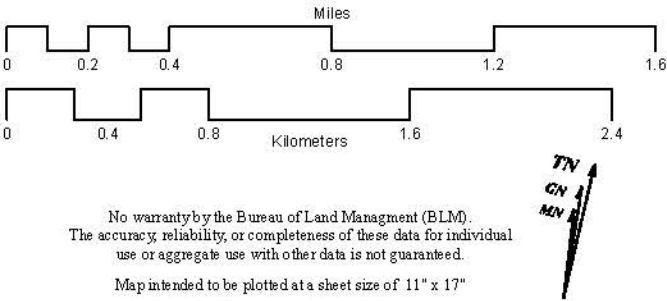 Miles
0 0.2 0.4 0.8 1.2 1.6
0 0.4 0.8 1.6 2.4
Kilometers
TN
GN
MN
No warranty by the Bureau of Land Managment (BLM).
The accuracy, reliability, or completeness of these data for individual
use or aggregate use with other data is not guaranteed.
Map intended to be plotted at a sheet size of 11" x 17"